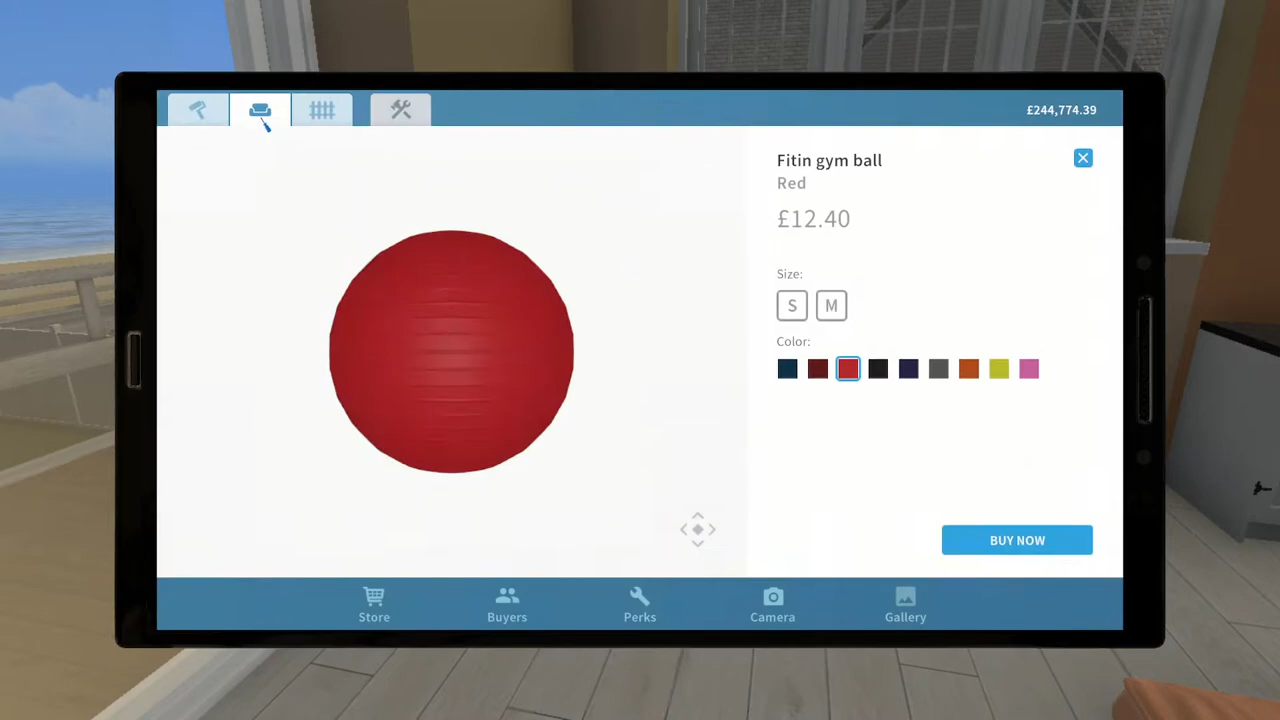 £244,774.39
Fitin gym ball
Red
£12.40
Size:
S M
Color:
BUY NOW
Store Buyers Perks Camera Gallery